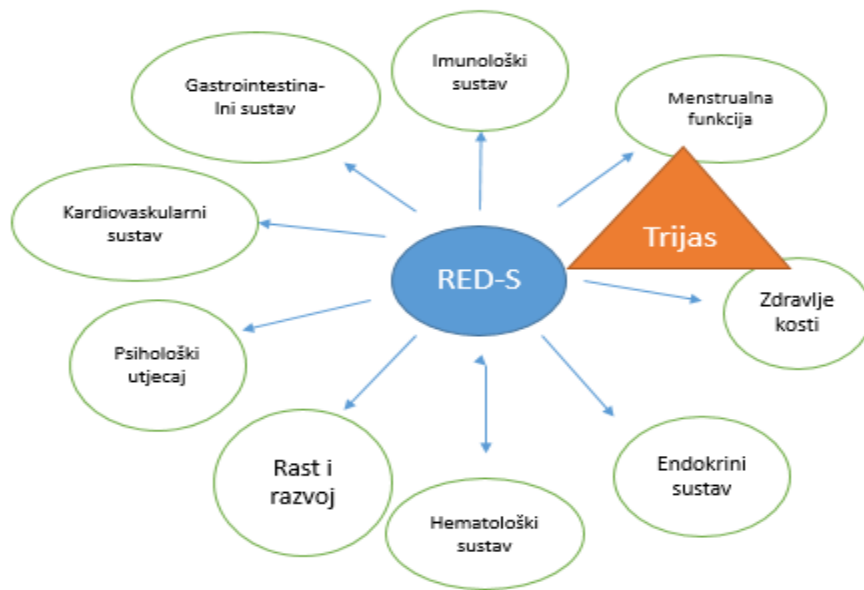 Imunološki
sustav
Gastrointestina-
lni sustav
Menstrualna
funkcija
Kardiovaskularni
sustav
Trijas
RED-S
Zdravlje
kosti
Psihološki
utjecaj
Rast i
razvoj
Endokrini
sustav
Hematološki
sustav